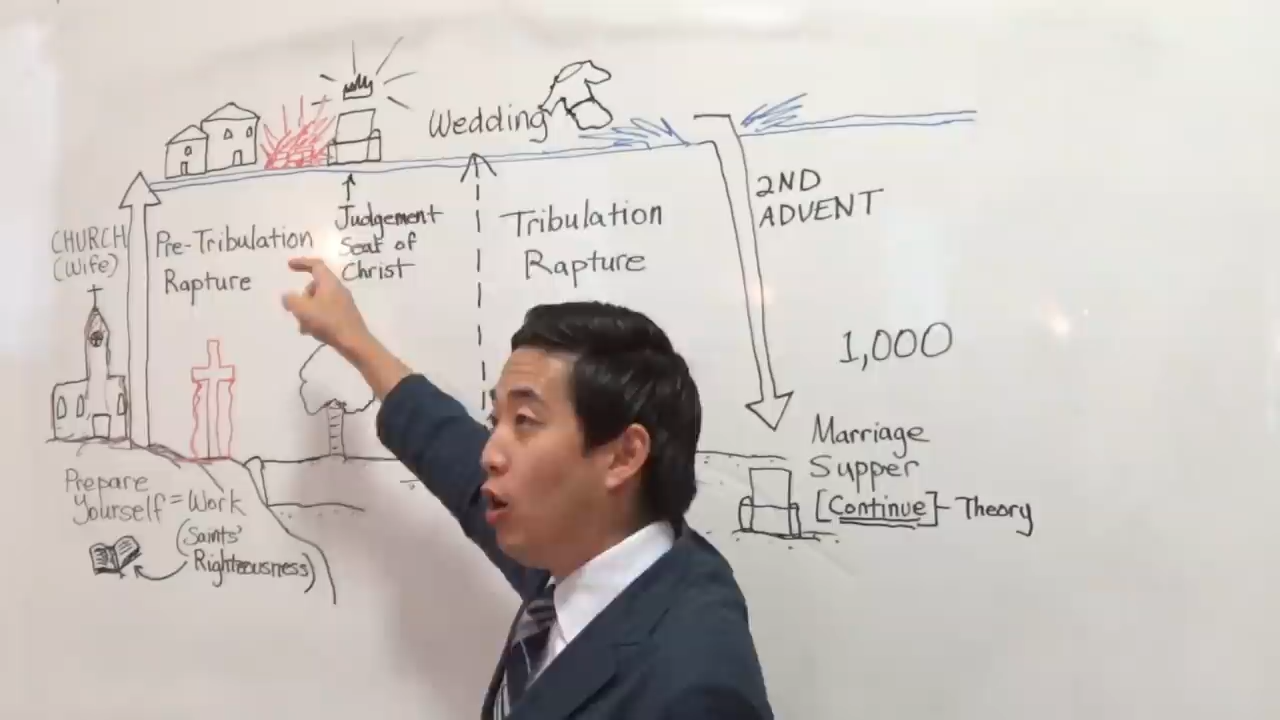 Wedding
CHURCH
(Wife)
Pre-Tribulation
Rapture
Judgement
Seat of
Christ
Tribulation
Rapture
2ND
ADVENT
1,000
Marriage
Supper
[Continue] - Theory
Prepare
Yourself = Work
(Saints'
Righteousness)